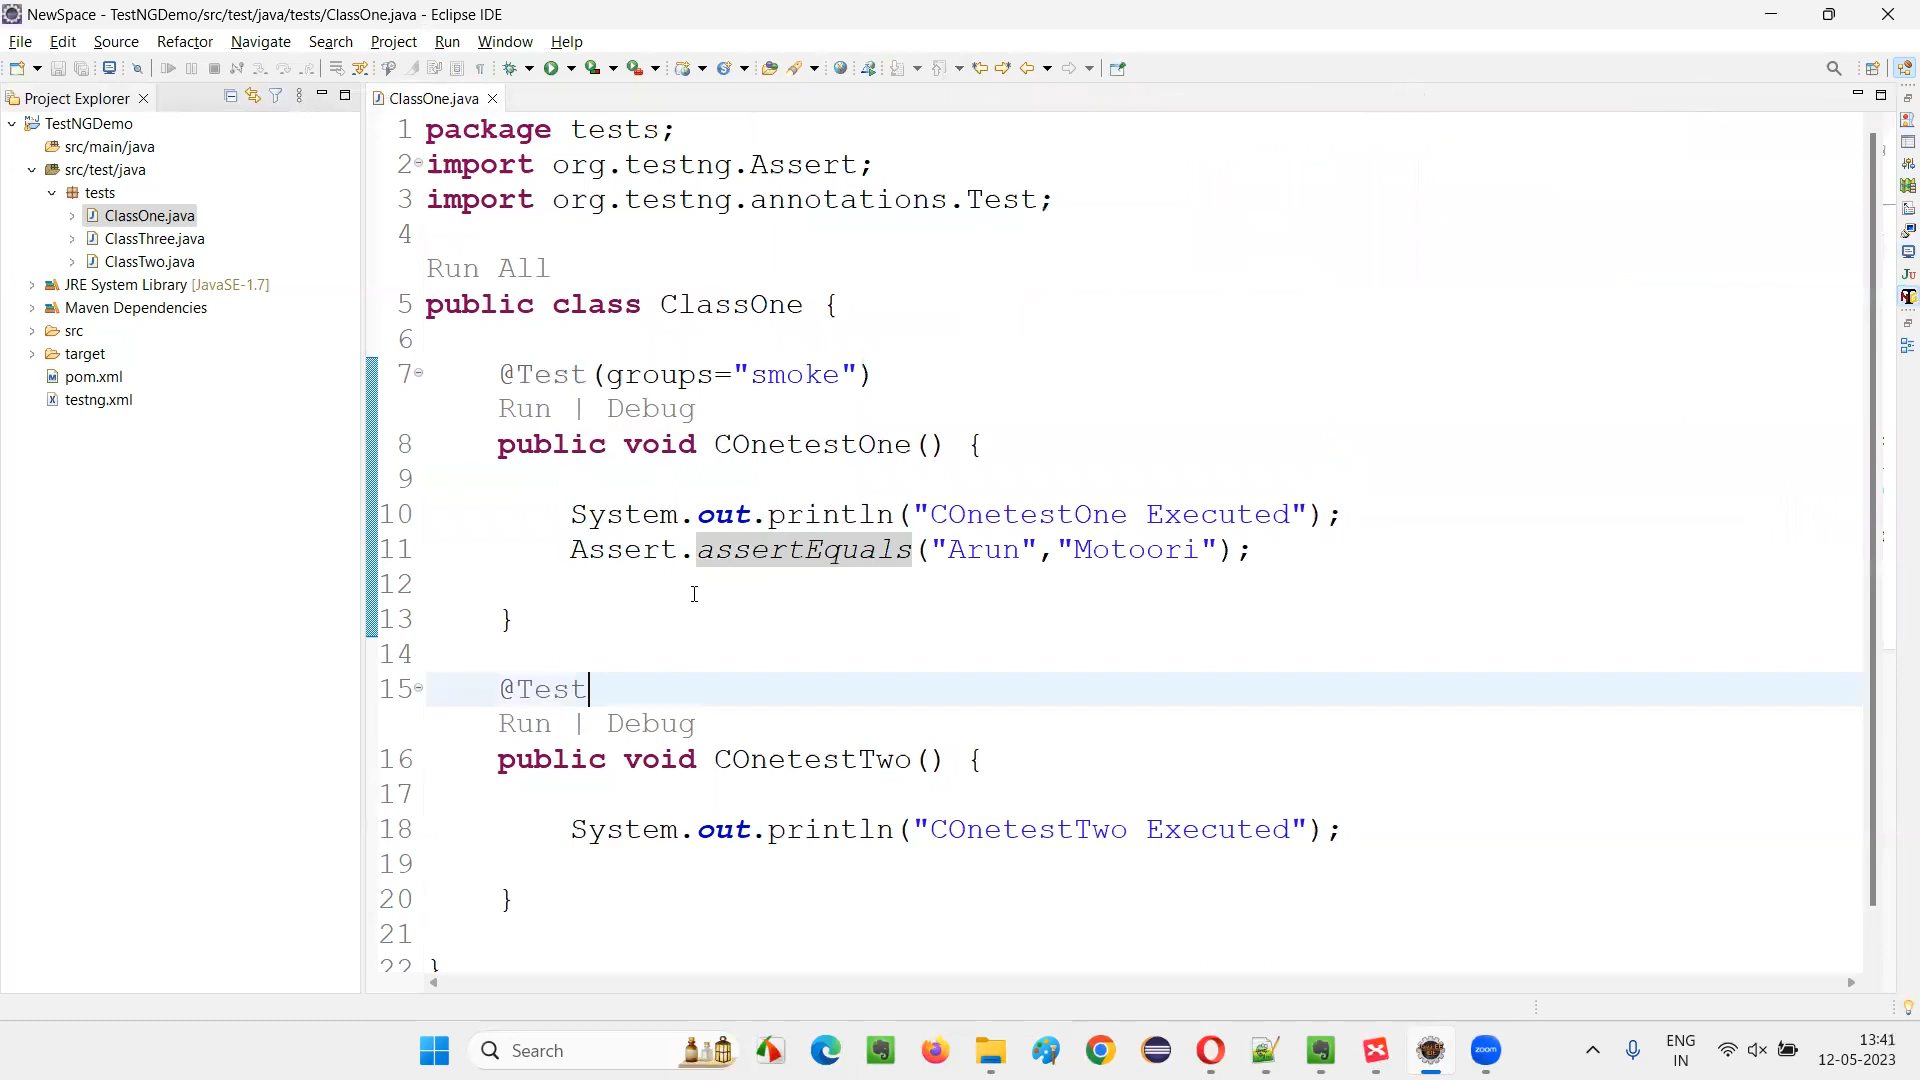 NewSpace - TestNGDemo/src/test/java/tests/ClassOne.java - Eclipse IDE
File Edit Source Refactor Navigate Search Project Run Window Help
Project Explorer
ClassOne.java
TestNGDemo
src/main/java
src/test/java
tests
ClassOne.java
ClassThree.java
ClassTwo.java
JRE System Library [JavaSE-1.7]
Maven Dependencies
src
target
pom.xml
testng.xml
1 package tests;
2 import org.testng.Assert;
3 import org.testng.annotations.Test;
4
Run All
5 public class ClassOne {
6
7 @Test(groups="smoke")
Run | Debug
8 public void COnetestOne() {
9
10 System.out.println("COnetestOne Executed");
11 Assert.assertEquals("Arun","Motoori");
12
13 }
14
15 @Test
Run | Debug
16 public void COnetestTwo() {
17
18 System.out.println("COnetestTwo Executed");
19
20 }
21
22 }
Search
zoom
ENG
IN
13:41
12-05-2023